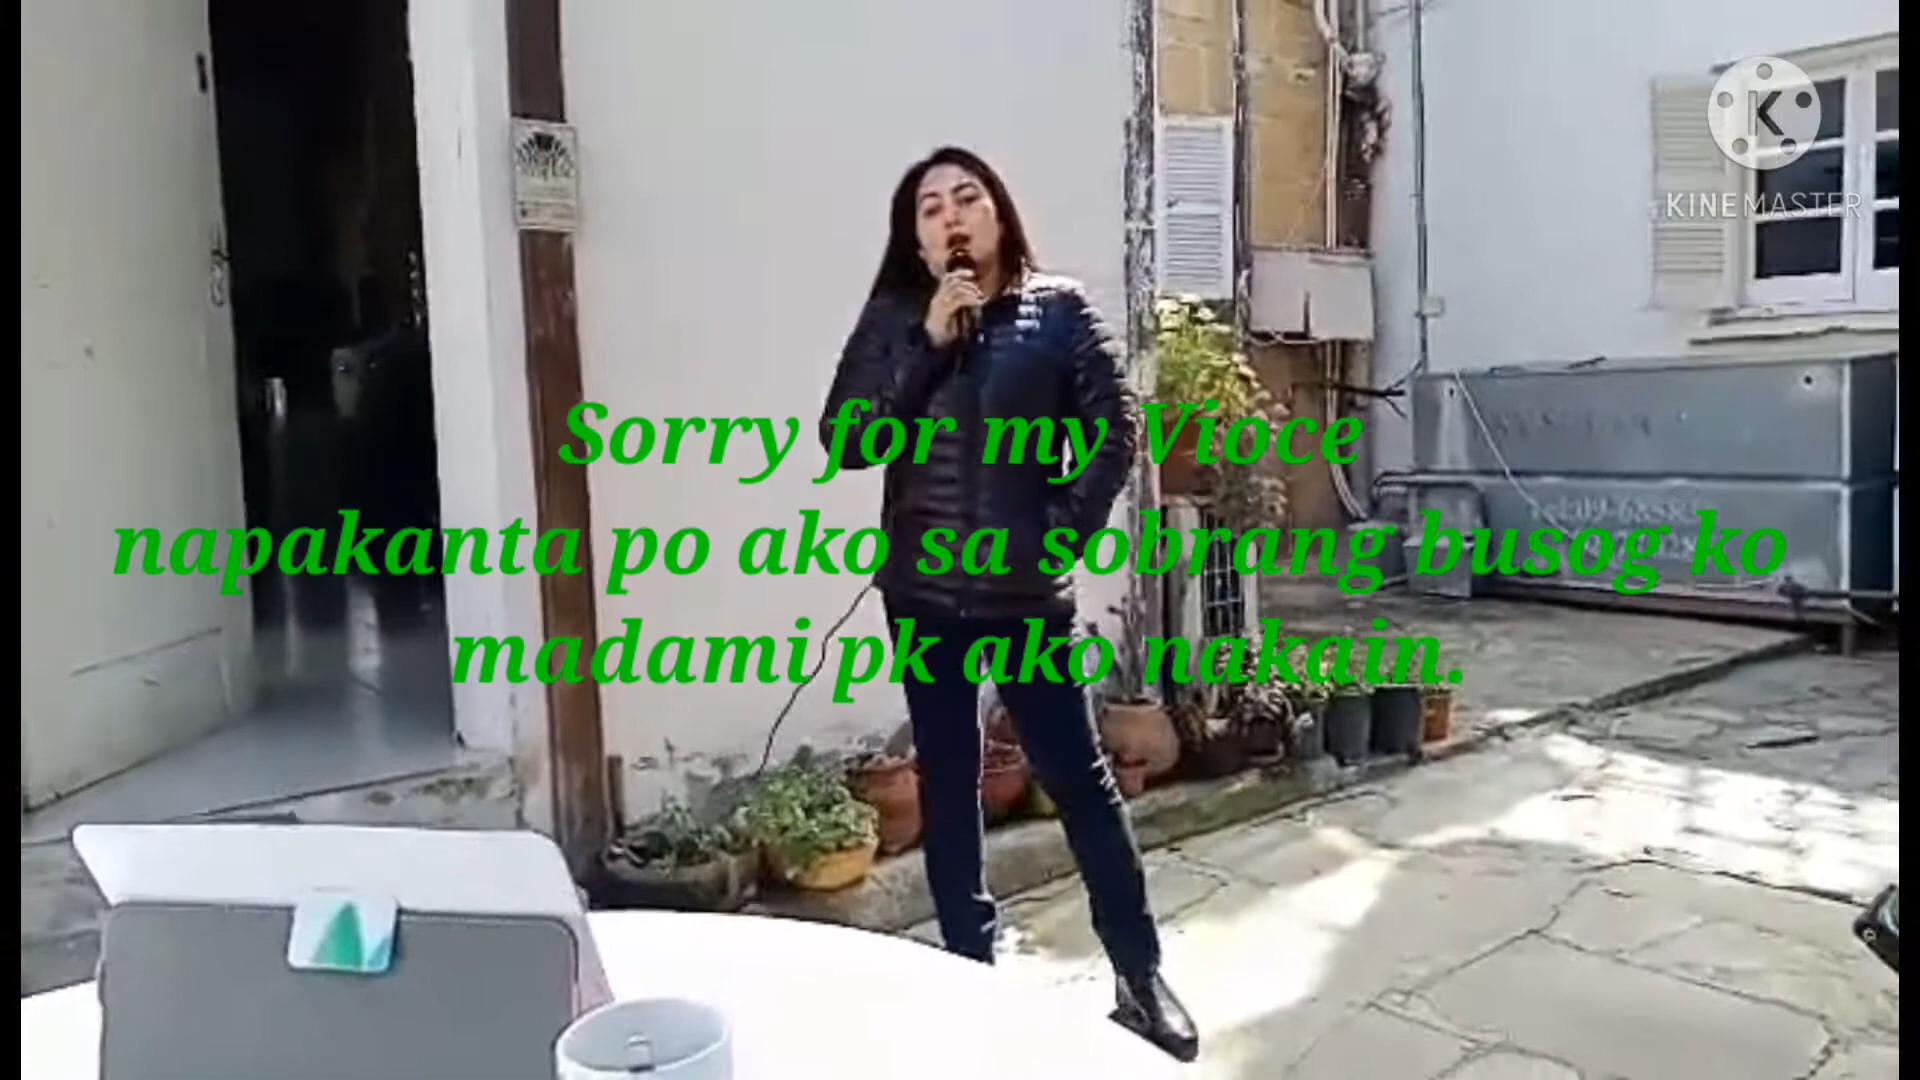 KINEMASTER
Sorry for my Vioce
napakanta po ako sa sobrang busog ko
madami pk ako nakain.